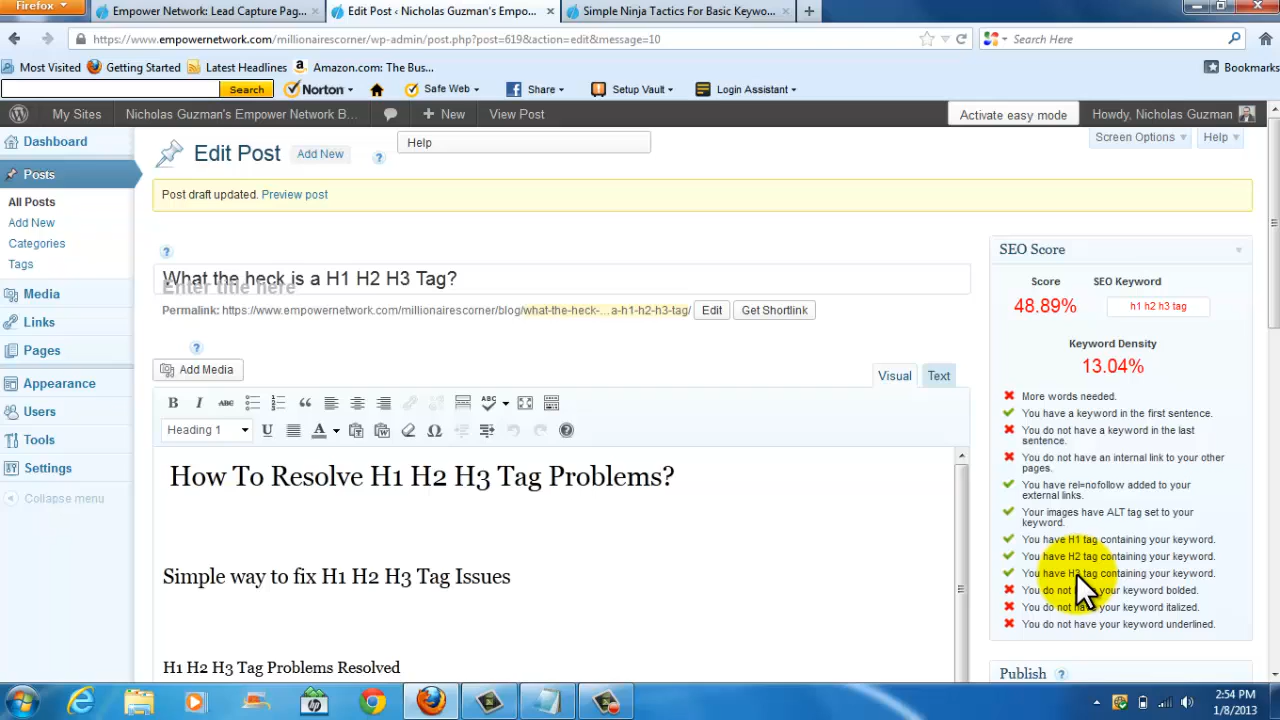 Firefox
Empower Network: Lead Capture Pag...
Edit Post ‹ Nicholas Guzman's Empo...
Simple Ninja Tactics For Basic Keywo...
https://www.empowernetwork.com/millionairescorner/wp-admin/post.php?post=619&action=edit&message=10
Search Here
Most Visited
Getting Started
Latest Headlines
Amazon.com: The Bus...
Bookmarks
Search
Norton
Safe Web
Share
Setup Vault
Login Assistant
My Sites
Nicholas Guzman's Empower Network B...
New
View Post
Activate easy mode
Howdy, Nicholas Guzman
Dashboard
Posts
All Posts
Add New
Categories
Tags
Media
Links
Pages
Appearance
Users
Tools
Settings
Collapse menu
Help
Screen Options
Help
Edit Post
Add New
Post draft updated. Preview post
What the heck is a H1 H2 H3 Tag?
Enter title here
Permalink: https://www.empowernetwork.com/millionairescorner/blog/what-the-heck-...a-h1-h2-h3-tag/
Edit
Get Shortlink
Add Media
Visual
Text
Heading 1
How To Resolve H1 H2 H3 Tag Problems?
Simple way to fix H1 H2 H3 Tag Issues
H1 H2 H3 Tag Problems Resolved
SEO Score
Score
SEO Keyword
48.89%
h1 h2 h3 tag
Keyword Density
13.04%
More words needed.
You have a keyword in the first sentence.
You do not have a keyword in the last
sentence.
You do not have an internal link to your other
pages.
You have rel=nofollow added to your
external links.
Your images have ALT tag set to your
keyword.
You have H1 tag containing your keyword.
You have H2 tag containing your keyword.
You have H3 tag containing your keyword.
You do not have your keyword bolded.
You do not have your keyword italized.
You do not have your keyword underlined.
Publish
2:54 PM
1/8/2013